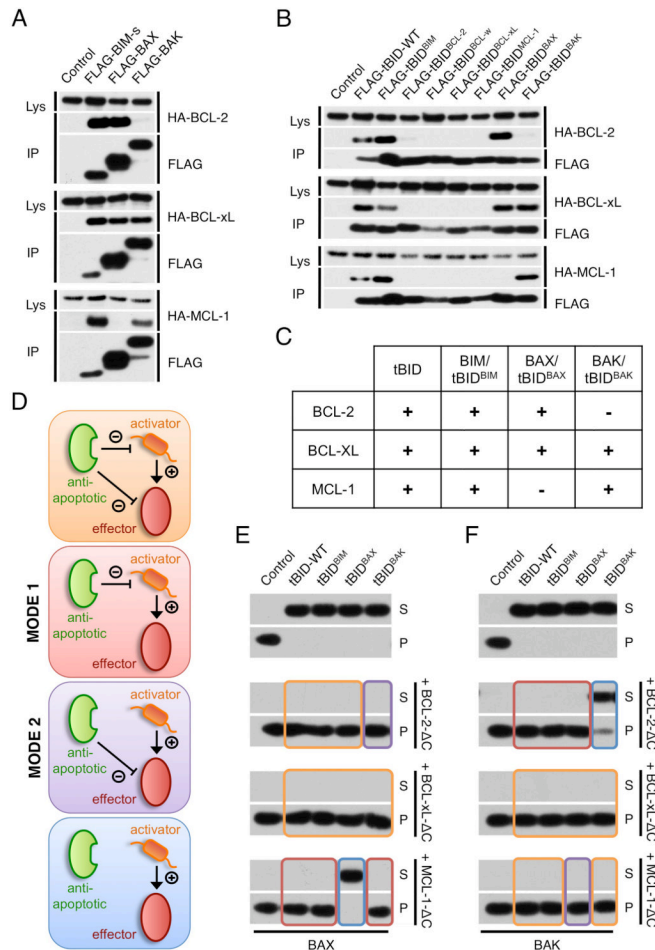 A
Control
FLAG-BIM-s
FLAG-BAX
FLAG-BAK
Lys
IP
HA-BCL-2
FLAG
Lys
IP
HA-BCL-xL
FLAG
Lys
IP
HA-MCL-1
FLAG
B
Control
FLAG-tBID-WT
FLAG-tBIDBIM
FLAG-tBIDBCL-2
FLAG-tBIDBCL-w
FLAG-tBIDBCL-xL
FLAG-tBIDMCL-1
FLAG-tBIDBAX
FLAG-tBIDBAK
Lys
IP
HA-BCL-2
FLAG
Lys
IP
HA-BCL-xL
FLAG
Lys
IP
HA-MCL-1
FLAG
C
tBID BIM/ tBIDBIM BAX/ tBIDBAX BAK/ tBIDBAK
BCL-2 + + + -
BCL-XL + + + +
MCL-1 + + - +
D
activator
anti-
apoptotic
effector
MODE 1
activator
anti-
apoptotic
effector
MODE 2
activator
anti-
apoptotic
effector
activator
anti-
apoptotic
effector
E
Control
tBID-WT
tBIDBIM
tBIDBAX
tBIDBAK
S
P
S
P
+ BCL-2-ΔC
S
P
+ BCL-xL-ΔC
S
P
+ MCL-1-ΔC
BAX
F
Control
tBID-WT
tBIDBIM
tBIDBAX
tBIDBAK
S
P
S
P
+ BCL-2-ΔC
S
P
+ BCL-xL-ΔC
S
P
+ MCL-1-ΔC
BAK